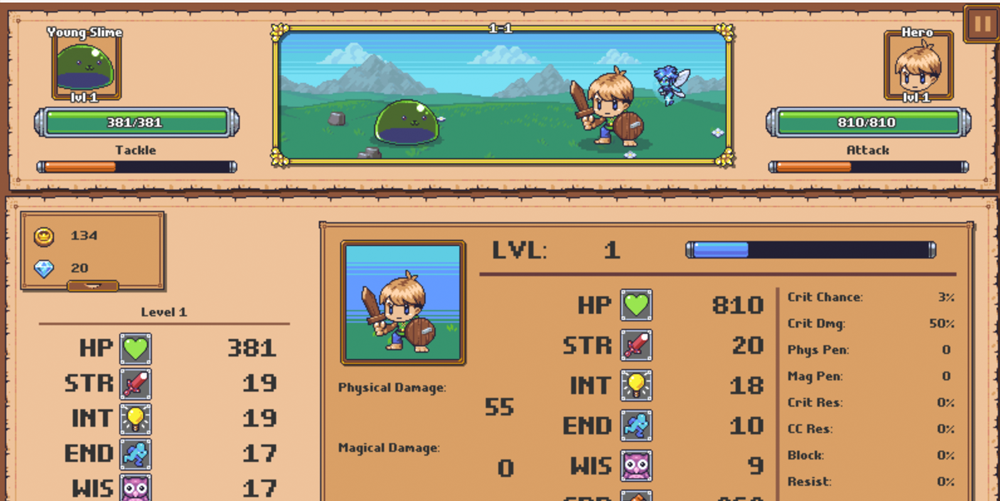 Young Slime
lvl 1
381/381
Tackle
1-1
Hero
lvl 1
810/810
Attack
134
20
Level 1
HP 381
STR 19
INT 19
END 17
WIS 17
LVL: 1
Physical Damage:
55
Magical Damage:
0
HP 810
STR 20
INT 18
END 10
WIS 9
Crit Chance: 3%
Crit Dmg: 50%
Phys Pen: 0
Mag Pen: 0
Crit Res: 0%
CC Res: 0%
Block: 0%
Resist: 0%